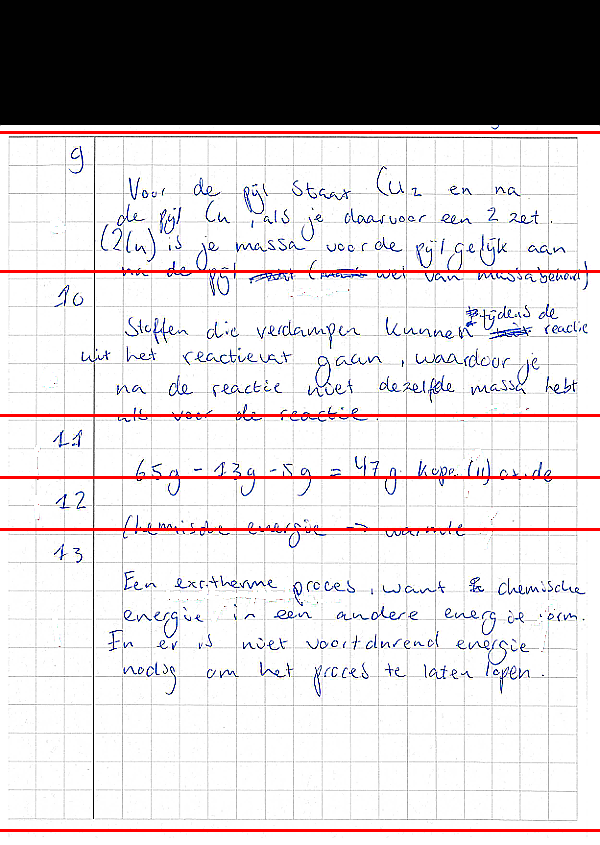 9
Voor de pijl staat Cu2 en na
de pijl Cu, als je daarvoor een 2 zet.
(2Cu) is je massa voor de pijl gelijk aan
na de pijl (wet van massabehoud)
10
Stoffen die verdampen kunnen tijdens de reactie
uit het reactievat gaan, waardoor je
na de reactie niet dezelfde massa hebt
als voor de reactie.
11
65g - 13g - 5g = 47g koper(II)oxide
12
Chemische energie -> warmte
13
Een exotherme proces, want chemische
energie in een andere energie vorm.
En er is niet voortdurend energie
nodig om het proces te laten lopen.